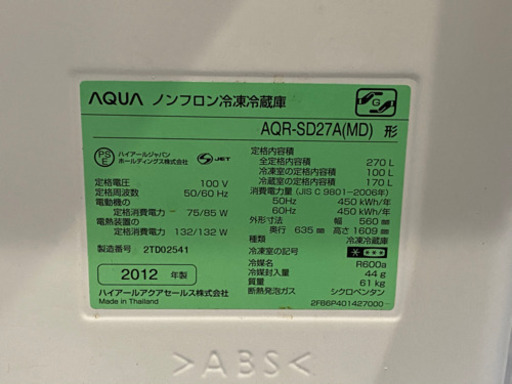 AQUA ノンフロン冷凍冷蔵庫
AQR-SD27A(MD) 形
G
PS
E
ハイアールジャパン
ホールディングス株式会社
JET
定格電圧 100 V
定格周波数 50/60 Hz
電動機の
定格消費電力 75/85 W
電熱装置の
定格消費電力 132/132 W
製造番号 2TD02541
2012 年製
ハイアールアクアセールス株式会社
Made in Thailand
定格内容積
全定格内容積 270 L
冷凍室の定格内容積 100 L
冷蔵室の定格内容積 170 L
消費電力量 (JIS C 9801-2006年)
50Hz 450 kWh/年
60Hz 450 kWh/年
外形寸法 幅 560㎜
奥行 635㎜ 高さ 1609㎜
種類 冷凍冷蔵庫
冷凍室の記号
冷媒名 R600a
冷媒封入量 44 g
質量 61 kg
断熱発泡ガス シクロペンタン
2F86P401427000
>ABS<